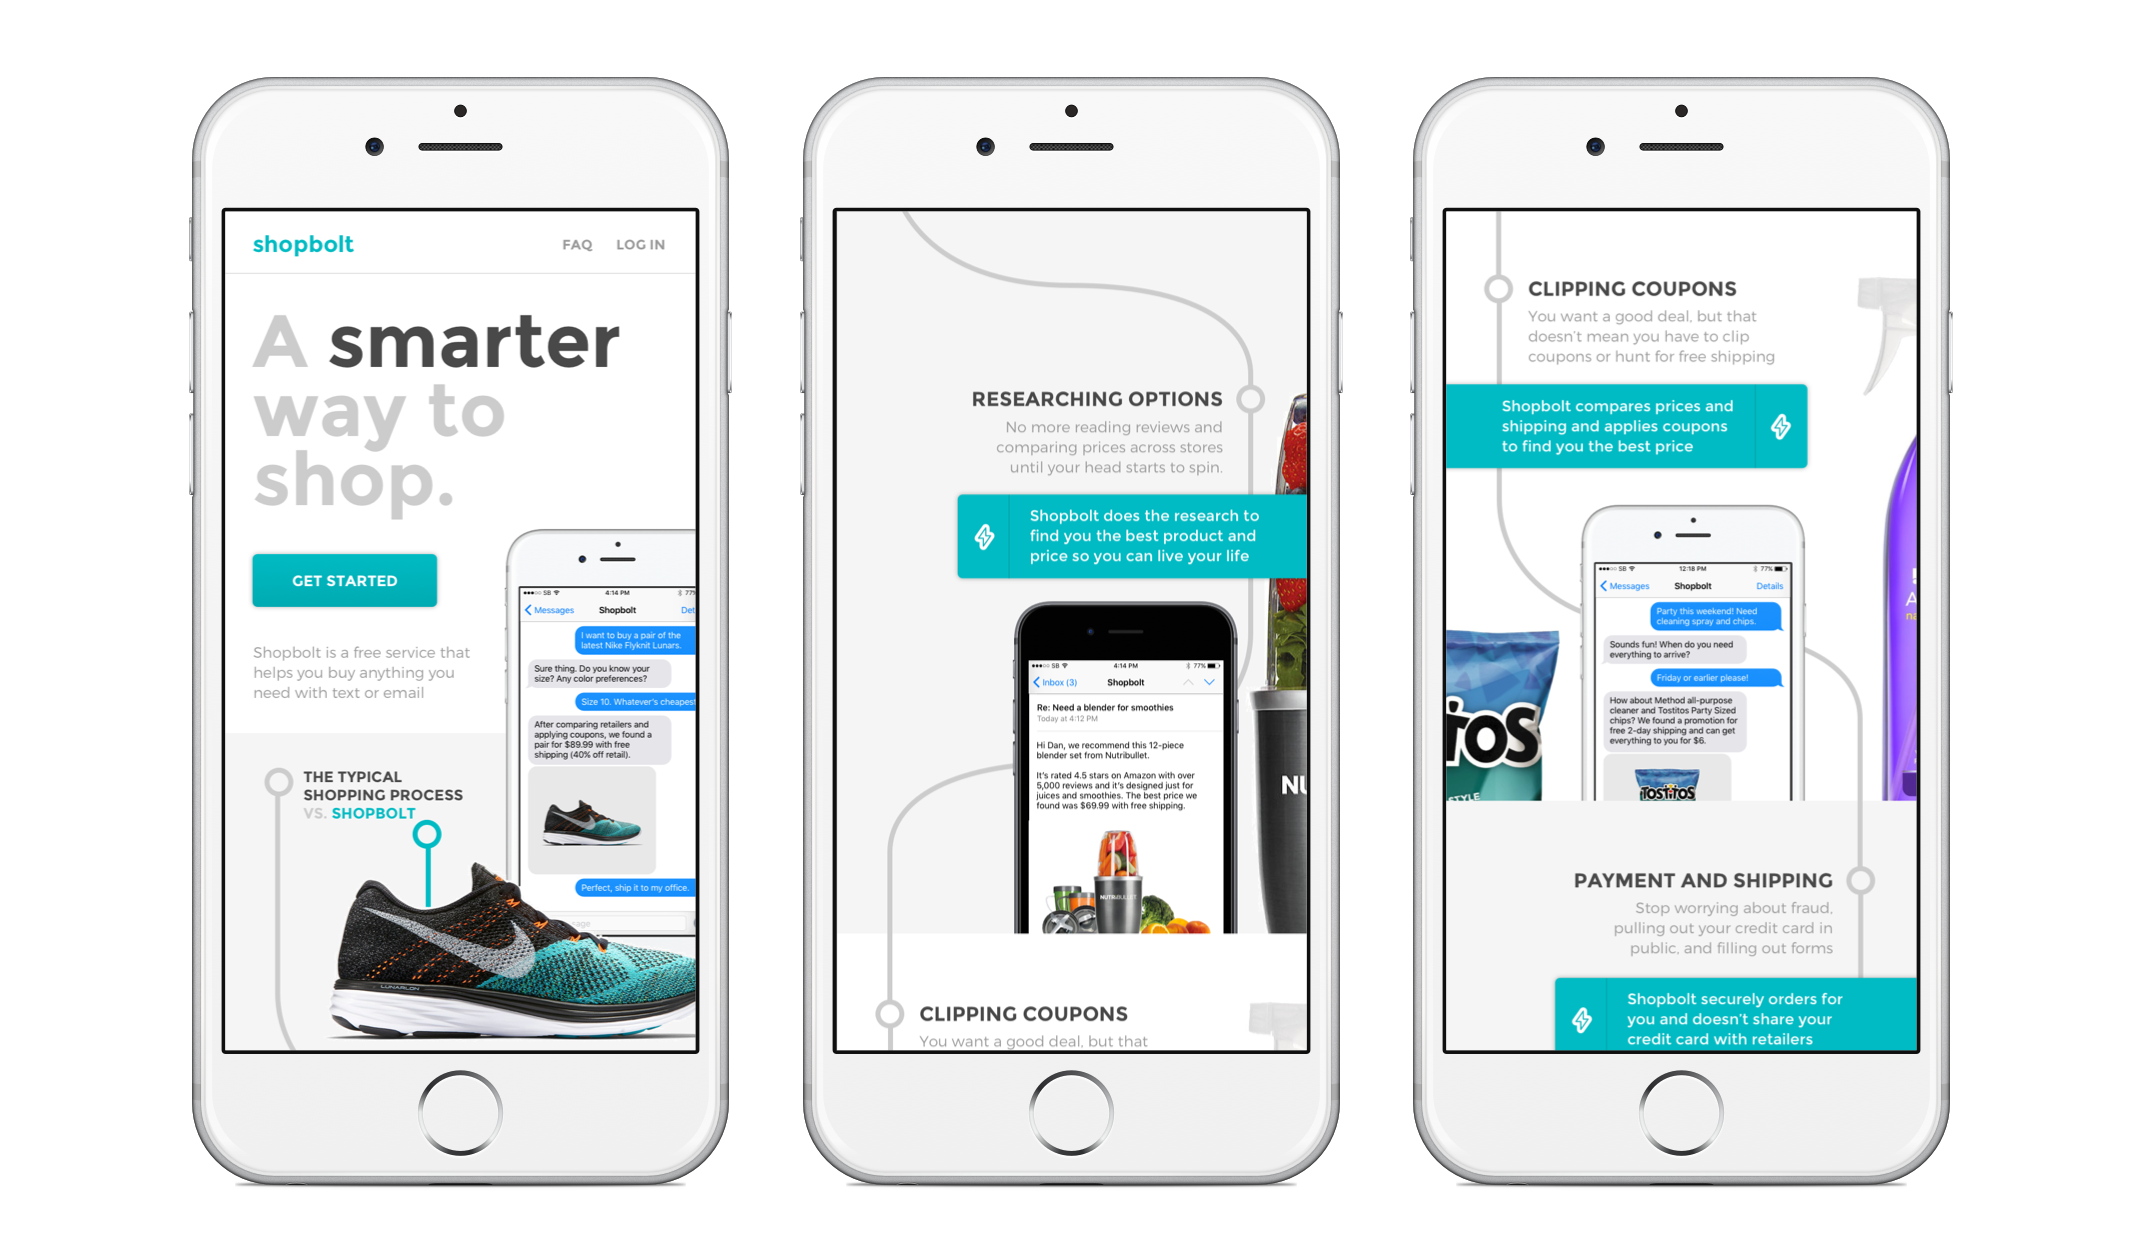 shopbolt
FAQ LOG IN
A smarter
way to
shop.
GET STARTED
Shopbolt is a free service that
helps you buy anything you
need with text or email
SB 4:14 PM
Messages Shopbolt
I want to buy a pair of the
latest Nike Flyknit Lunars.
Sure thing. Do you know your
size? Any color preferences?
Size 10. Whatever's cheapest
After comparing retailers and
applying coupons, we found a
pair for $89.99 with free
shipping (40% off retail).
Perfect, ship it to my office.
THE TYPICAL
SHOPPING PROCESS
VS. SHOPBOLT
LUNARLON
RESEARCHING OPTIONS
No more reading reviews and
comparing prices across stores
until your head starts to spin.
Shopbolt does the research to
find you the best product and
price so you can live your life
SB 4:14 PM 77%
Inbox (3) Shopbolt
Re: Need a blender for smoothies
Today at 4:12 PM
Hi Dan, we recommend this 12-piece
blender set from Nutribullet.
It's rated 4.5 stars on Amazon with over
5,000 reviews and it's designed just for
juices and smoothies. The best price we
found was $69.99 with free shipping.
NUTRIBULLET
NU
CLIPPING COUPONS
You want a good deal, but that
CLIPPING COUPONS
You want a good deal, but that
doesn't mean you have to clip
coupons or hunt for free shipping
Shopbolt compares prices and
shipping and applies coupons
to find you the best price
SB 12:18 PM 77%
Messages Shopbolt Details
Party this weekend! Need
cleaning spray and chips.
Sounds fun! When do you need
everything to arrive?
Friday or earlier please!
How about Method all-purpose
cleaner and Tostitos Party Sized
chips? We found a promotion for
free 2-day shipping and can get
everything to you for $6.
TOSTITOS
iTOS
STYLE
PAYMENT AND SHIPPING
Stop worrying about fraud,
pulling out your credit card in
public, and filling out forms
Shopbolt securely orders for
you and doesn't share your
credit card with retailers